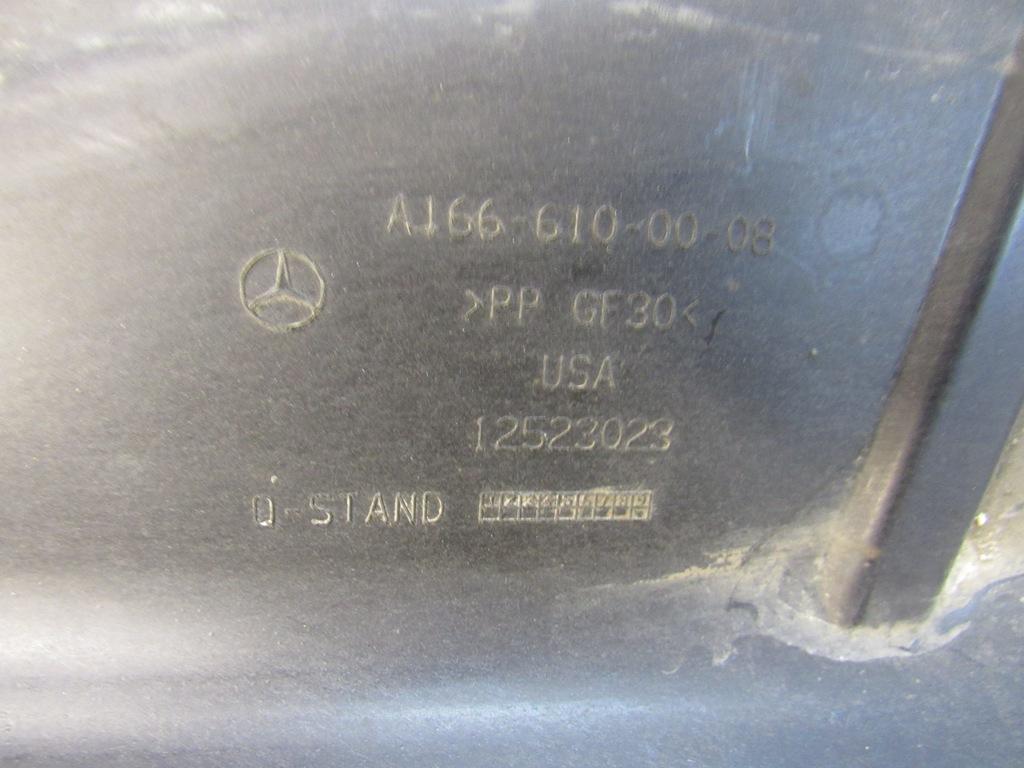 A166-610-00-08
>PP GF30<
USA
12523023
Q-STAND